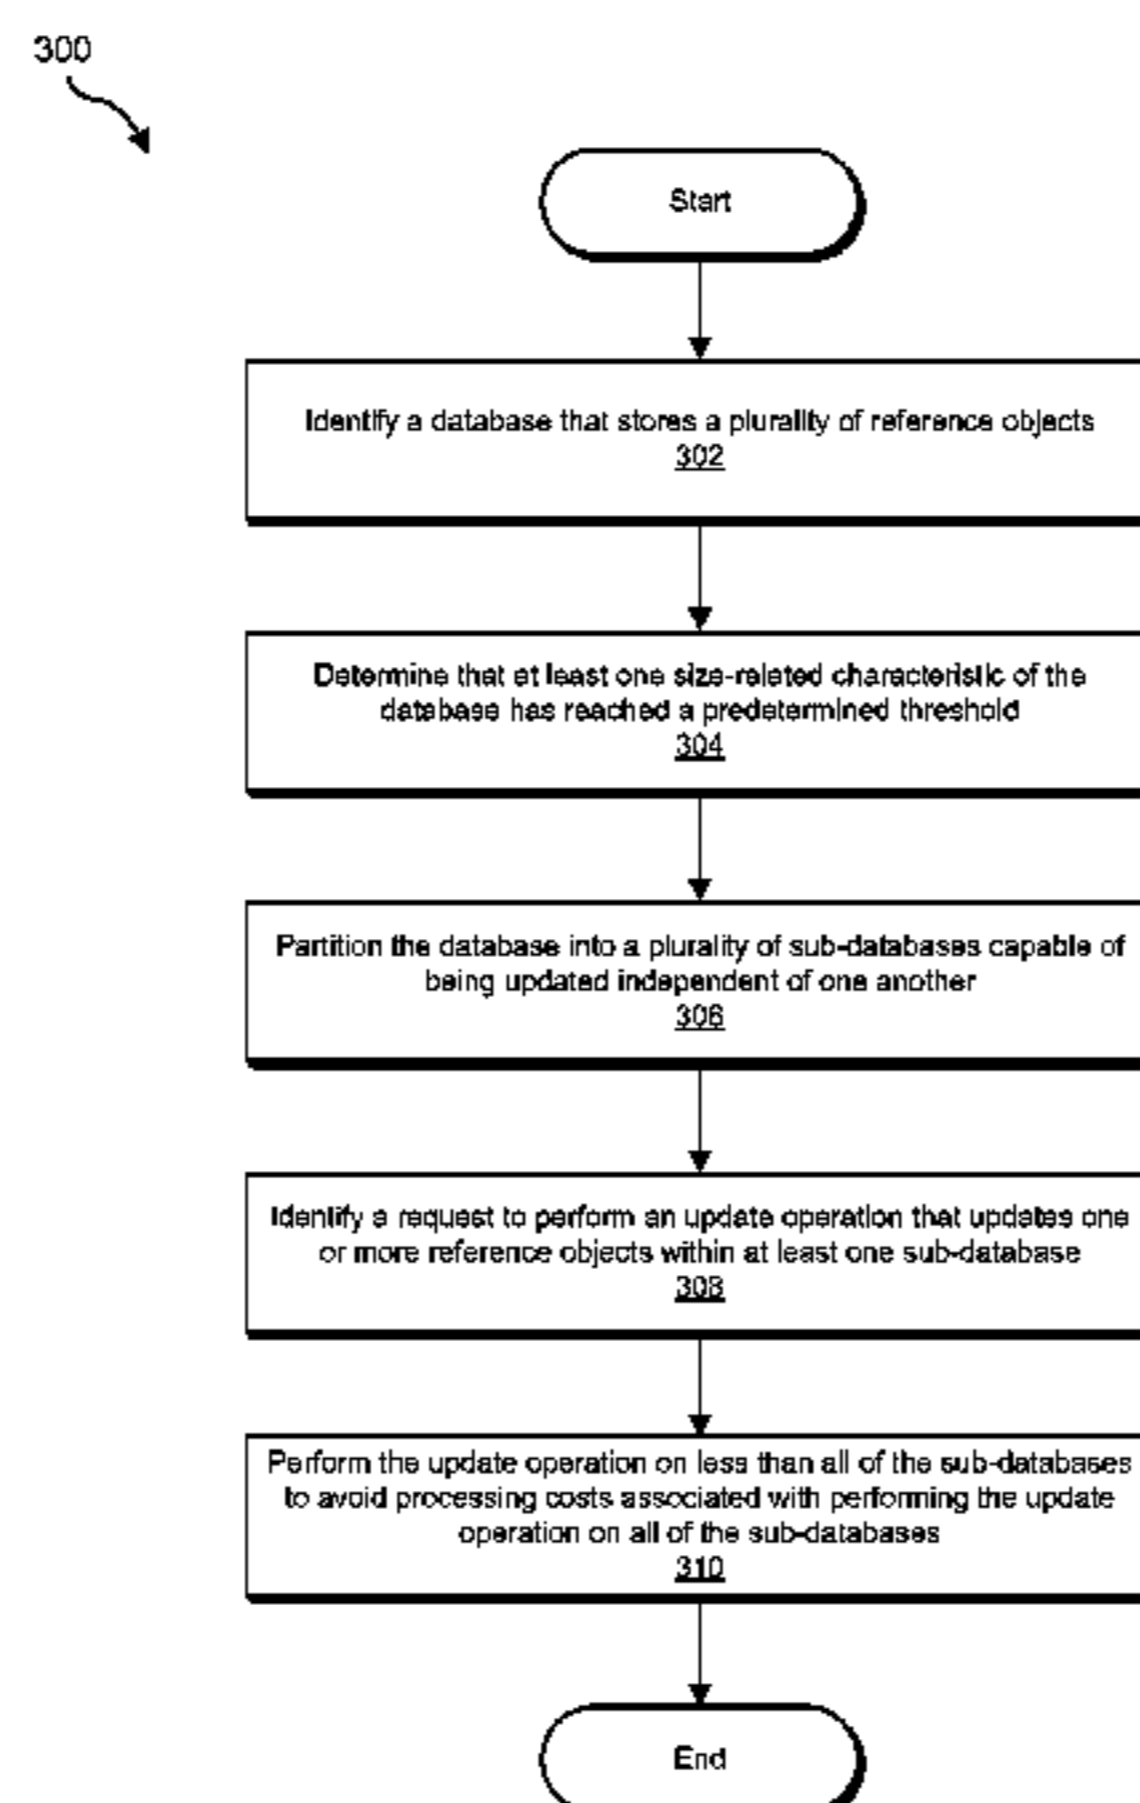 300
Start
Identify a database that stores a plurality of reference objects
302
Determine that at least one size-related characteristic of the
database has reached a predetermined threshold
304
Partition the database into a plurality of sub-databases capable of
being updated independent of one another
306
Identify a request to perform an update operation that updates one
or more reference objects within at least one sub-database
308
Perform the update operation on less than all of the sub-databases
to avoid processing costs associated with performing the update
operation on all of the sub-databases
310
End